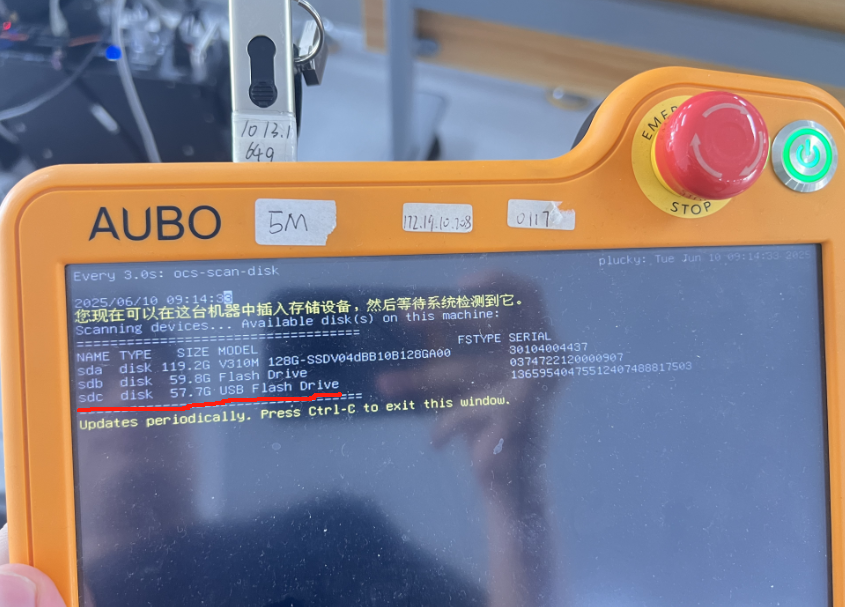 1013.1
649
EMER
STOP
AUBO
5M
0117
Every 3.0s: ocs-scan-disk
plucky: Tue Jun 10 09:14:33 2025
2025/06/10 09:14:33
您现在可以在这台机器中插入存储设备，然后等待系统检测到它。
Scanning devices... Available disk(s) on this machine:
===================================
NAME TYPE SIZE MODEL FSTYPE SERIAL
sda disk 119.2G V310M 128G-SSDV04dBB10B128GA00 30104004437
sdb disk 59.8G Flash Drive 0374722120000907
sdc disk 57.7G USB Flash Drive 13659540475512407488817503
===================================
Updates periodically. Press Ctrl-C to exit this window.